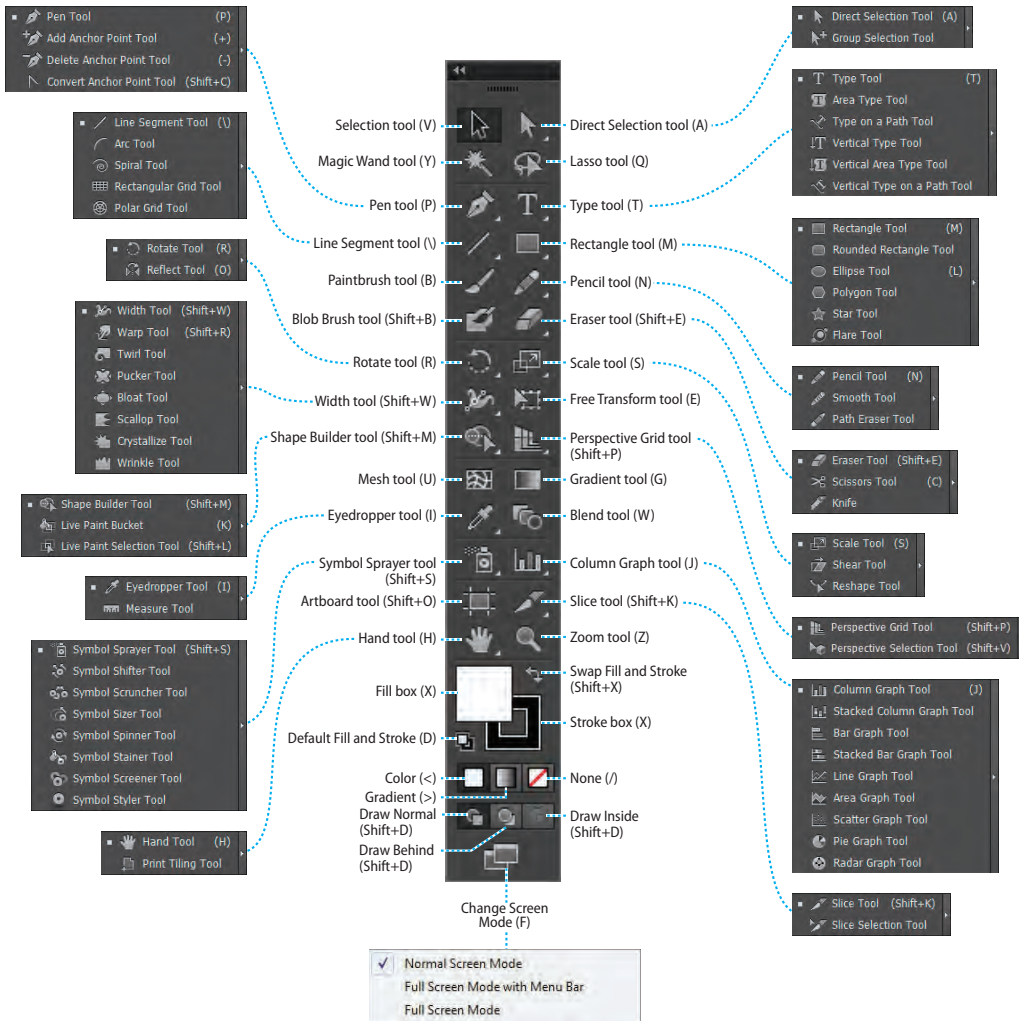 Pen Tool (P)
Add Anchor Point Tool (+)
Delete Anchor Point Tool (-)
Convert Anchor Point Tool (Shift+C)
Line Segment Tool (\)
Arc Tool
Spiral Tool
Rectangular Grid Tool
Polar Grid Tool
Rotate Tool (R)
Reflect Tool (O)
Width Tool (Shift+W)
Warp Tool (Shift+R)
Twirl Tool
Pucker Tool
Bloat Tool
Scallop Tool
Crystallize Tool
Wrinkle Tool
Shape Builder Tool (Shift+M)
Live Paint Bucket (K)
Live Paint Selection Tool (Shift+L)
Eyedropper Tool (I)
Measure Tool
Symbol Sprayer Tool (Shift+S)
Symbol Shifter Tool
Symbol Scruncher Tool
Symbol Sizer Tool
Symbol Spinner Tool
Symbol Stainer Tool
Symbol Screener Tool
Symbol Styler Tool
Hand Tool (H)
Print Tiling Tool
Selection tool (V)
Magic Wand tool (Y)
Pen tool (P)
Line Segment tool (\)
Paintbrush tool (B)
Blob Brush tool (Shift+B)
Rotate tool (R)
Width tool (Shift+W)
Shape Builder tool (Shift+M)
Mesh tool (U)
Eyedropper tool (I)
Symbol Sprayer tool
(Shift+S)
Artboard tool (Shift+O)
Hand tool (H)
Fill box (X)
Default Fill and Stroke (D)
Color (<)
Gradient (>)
Draw Normal
(Shift+D)
Draw Behind
(Shift+D)
Direct Selection tool (A)
Lasso tool (Q)
Type tool (T)
Rectangle tool (M)
Pencil tool (N)
Eraser tool (Shift+E)
Scale tool (S)
Free Transform tool (E)
Perspective Grid tool
(Shift+P)
Gradient tool (G)
Blend tool (W)
Column Graph tool (J)
Slice tool (Shift+K)
Zoom tool (Z)
Swap Fill and Stroke
(Shift+X)
Stroke box (X)
None (/)
Draw Inside
(Shift+D)
Change Screen
Mode (F)
Normal Screen Mode
Full Screen Mode with Menu Bar
Full Screen Mode
Direct Selection Tool (A)
Group Selection Tool
Type Tool (T)
Area Type Tool
Type on a Path Tool
Vertical Type Tool
Vertical Area Type Tool
Vertical Type on a Path Tool
Rectangle Tool (M)
Rounded Rectangle Tool
Ellipse Tool (L)
Polygon Tool
Star Tool
Flare Tool
Pencil Tool (N)
Smooth Tool
Path Eraser Tool
Eraser Tool (Shift+E)
Scissors Tool (C)
Knife
Scale Tool (S)
Shear Tool
Reshape Tool
Perspective Grid Tool (Shift+P)
Perspective Selection Tool (Shift+V)
Column Graph Tool (J)
Stacked Column Graph Tool
Bar Graph Tool
Stacked Bar Graph Tool
Line Graph Tool
Area Graph Tool
Scatter Graph Tool
Pie Graph Tool
Radar Graph Tool
Slice Tool (Shift+K)
Slice Selection Tool